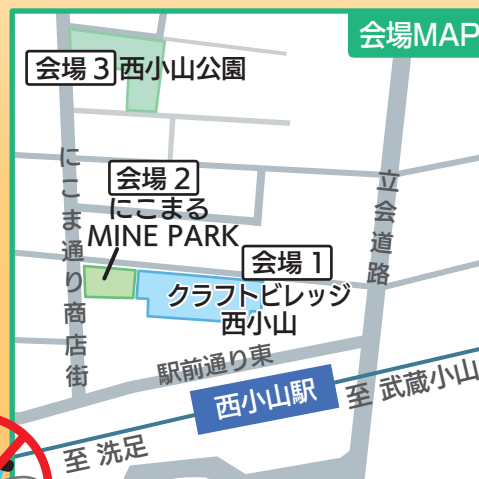 会場MAP
会場3 西小山公園
にこま通り商店街
会場2
にこまる
MINE PARK
会場1
クラフトビレッジ
西小山
立会道路
駅前通り東
西小山駅
至 武蔵小山
至 洗足